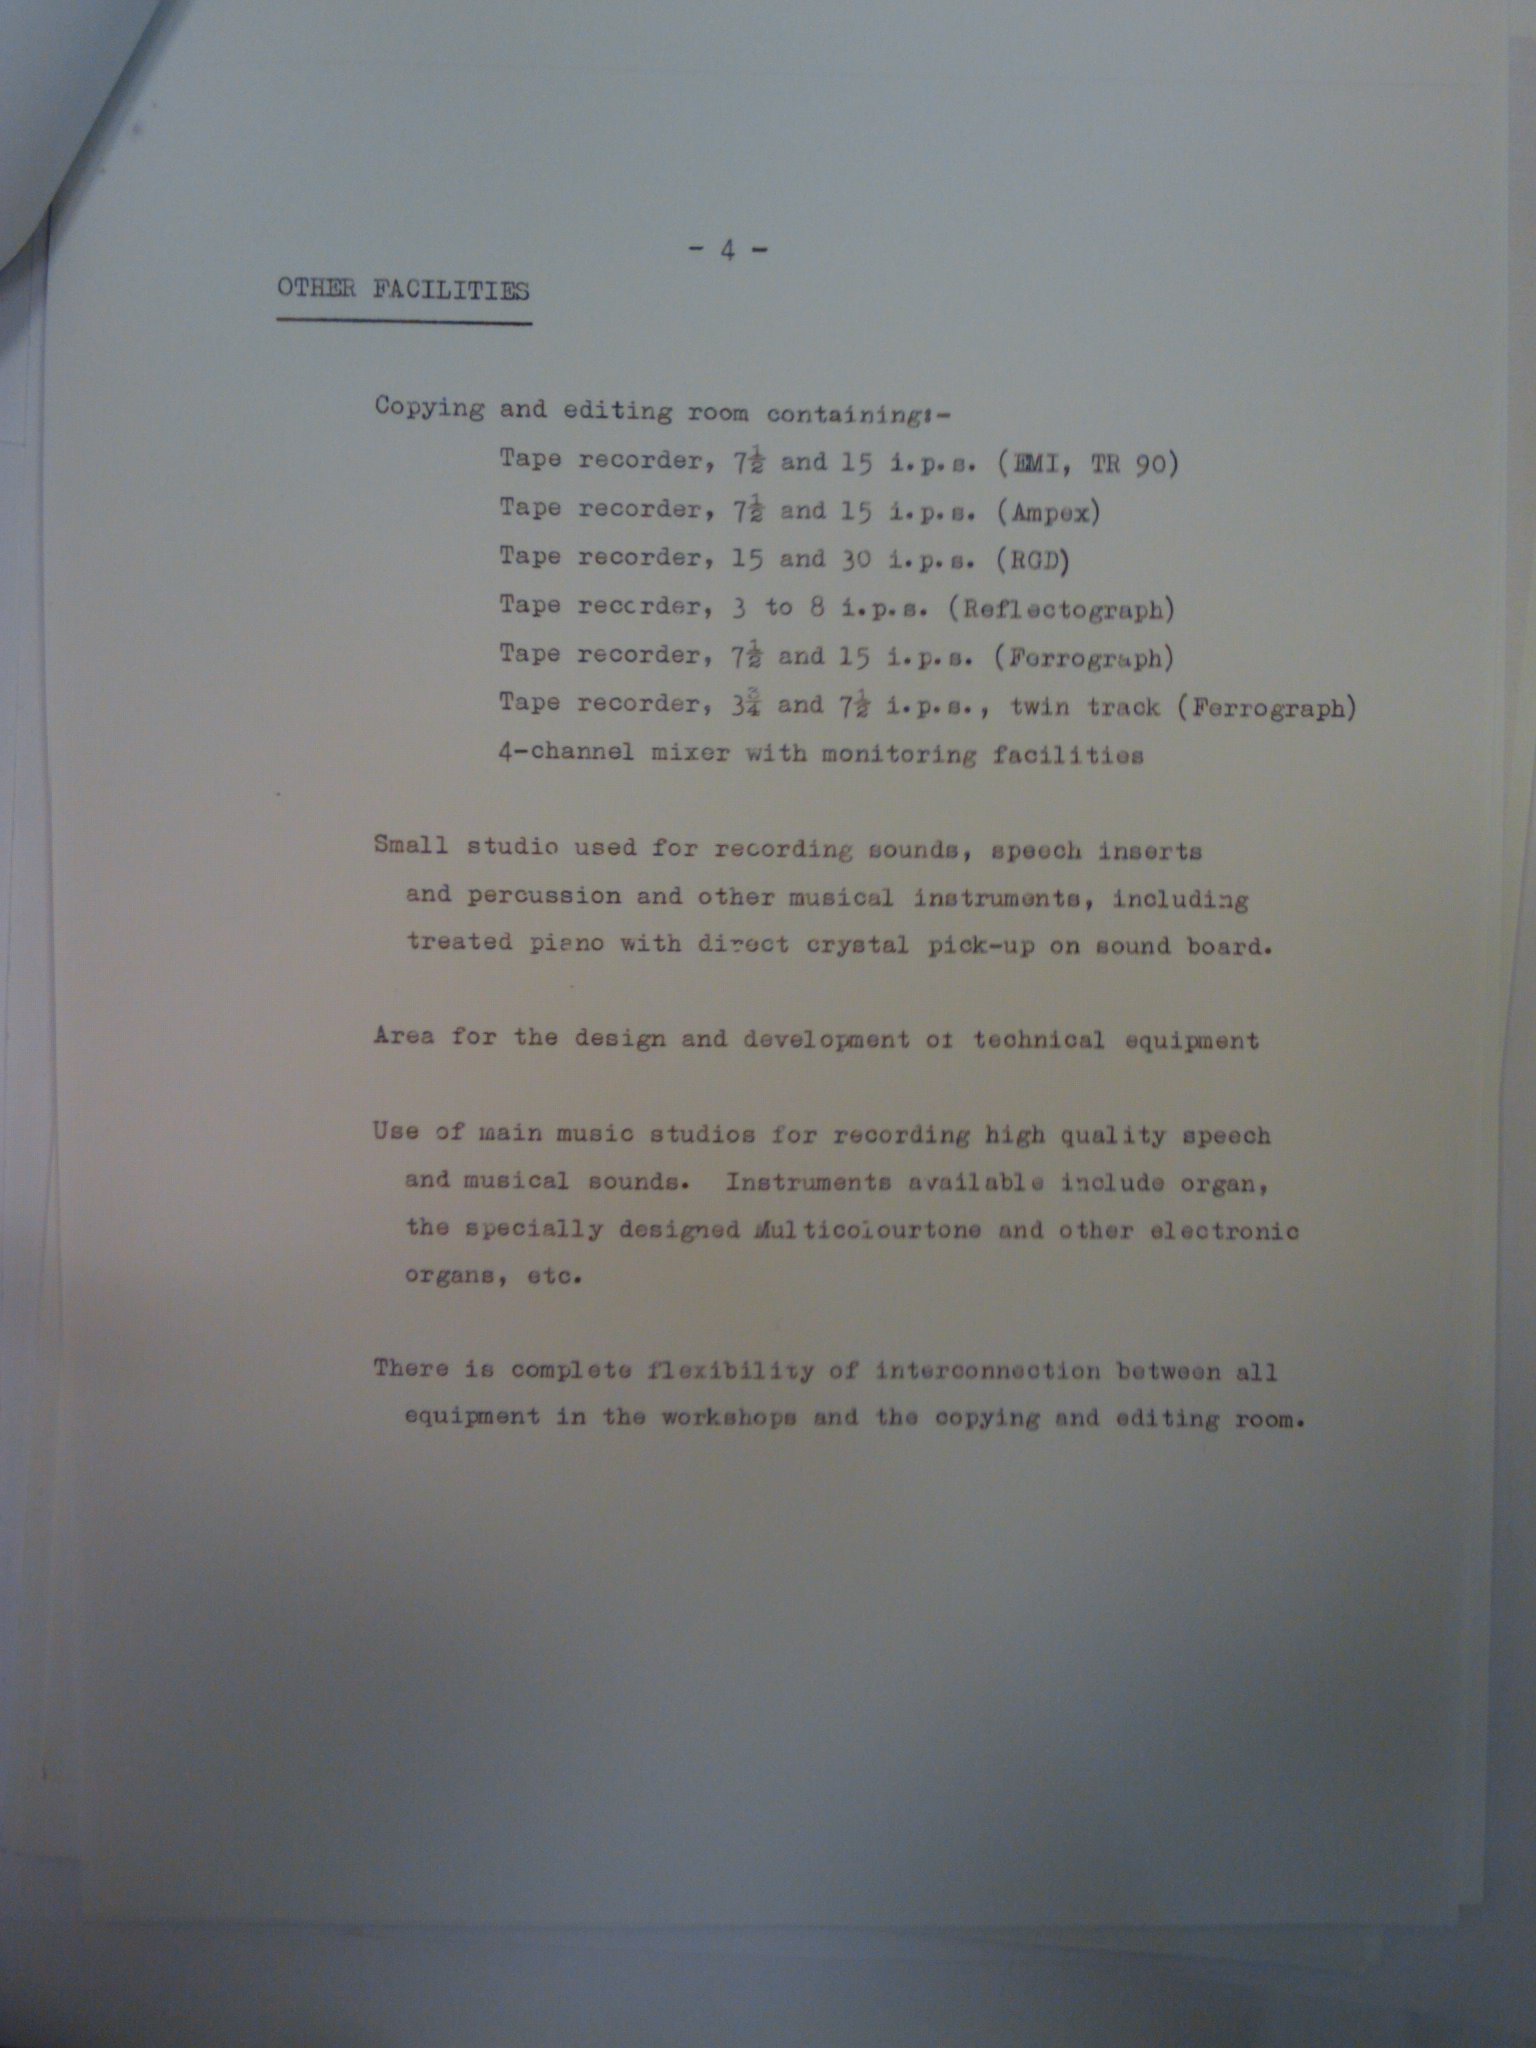 - 4 -
OTHER FACILITIES
Copying and editing room containing:-
Tape recorder, 7½ and 15 i.p.s. (EMI, TR 90)
Tape recorder, 7½ and 15 i.p.s. (Ampex)
Tape recorder, 15 and 30 i.p.s. (RGD)
Tape recorder, 3 to 8 i.p.s. (Reflectograph)
Tape recorder, 7½ and 15 i.p.s. (Ferrograph)
Tape recorder, 3¾ and 7½ i.p.s., twin track (Ferrograph)
4-channel mixer with monitoring facilities
Small studio used for recording sounds, speech inserts
and percussion and other musical instruments, including
treated piano with direct crystal pick-up on sound board.
Area for the design and development of technical equipment
Use of main music studios for recording high quality speech
and musical sounds. Instruments available include organ,
the specially designed Multicolourtone and other electronic
organs, etc.
There is complete flexibility of interconnection between all
equipment in the workshops and the copying and editing room.